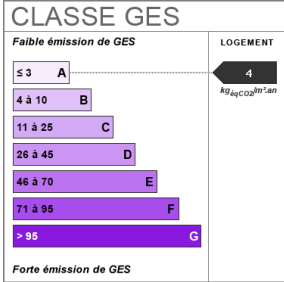 CLASSE GES
Faible émission de GES
LOGEMENT
≤ 3 A
4
kgéqCO2/m².an
4 à 10 B
11 à 25 C
26 à 45 D
46 à 70 E
71 à 95 F
> 95 G
Forte émission de GES